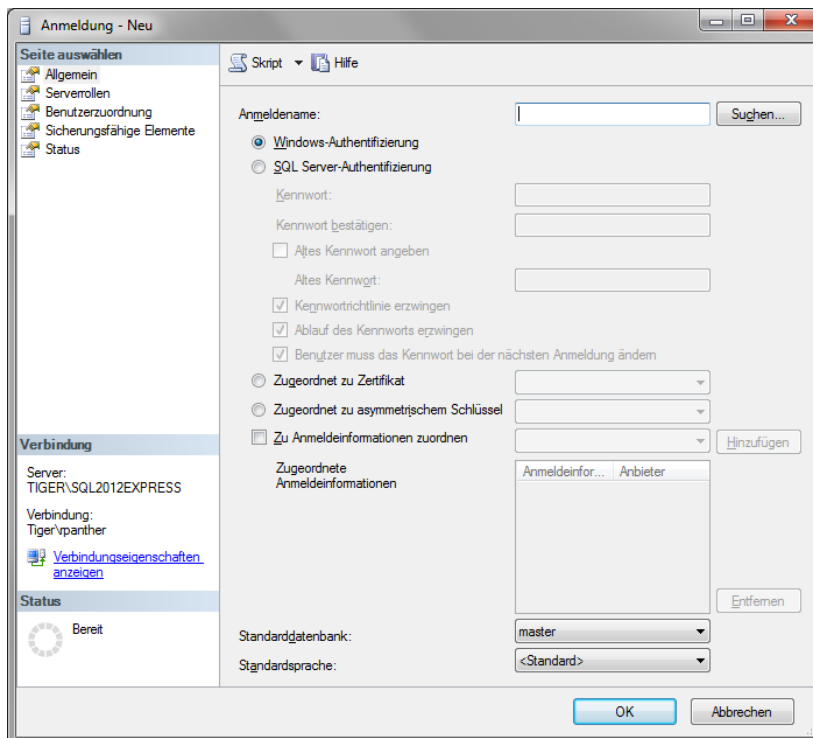 Anmeldung - Neu
Seite auswählen
Allgemein
Serverrollen
Benutzerzuordnung
Sicherungsfähige Elemente
Status
Skript
Hilfe
Anmeldename:
Suchen...
Windows-Authentifizierung
SQL Server-Authentifizierung
Kennwort:
Kennwort bestätigen:
Altes Kennwort angeben
Altes Kennwort:
Kennwortrichtlinie erzwingen
Ablauf des Kennworts erzwingen
Benutzer muss das Kennwort bei der nächsten Anmeldung ändern
Zugeordnet zu Zertifikat
Zugeordnet zu asymmetrischem Schlüssel
Zu Anmeldeinformationen zuordnen
Hinzufügen
Zugeordnete
Anmeldeinformationen
Anmeldeinfor... Anbieter
Entfernen
Standarddatenbank:
master
Standardsprache:
<Standard>
Verbindung
Server:
TIGER\SQL2012EXPRESS
Verbindung:
Tiger\rpanther
Verbindungseigenschaften
anzeigen
Status
Bereit
OK
Abbrechen